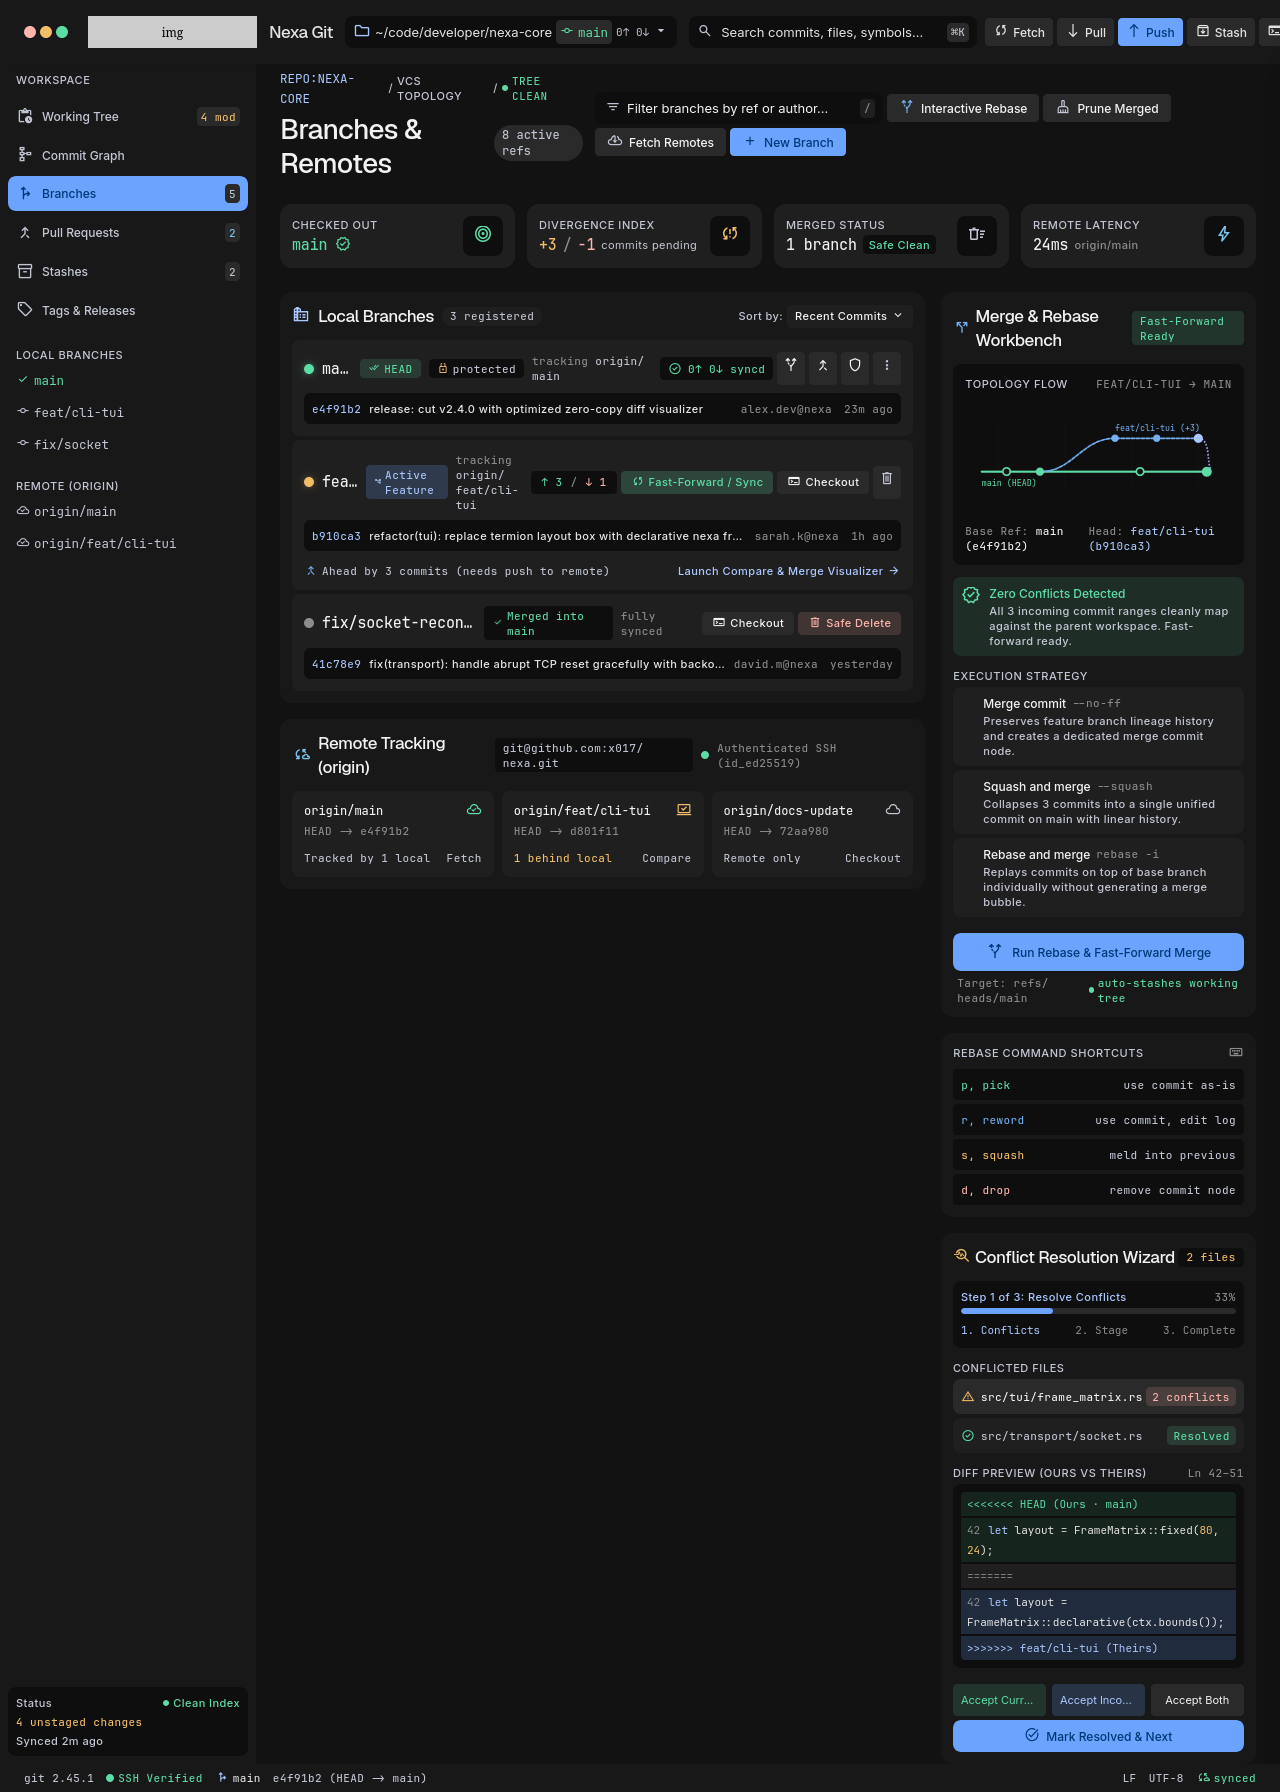 img
Nexa Git
~/code/developer/nexa-core
main
0↑ 0↓
Search commits, files, symbols...
⌘K
Fetch
Pull
Push
Stash
WORKSPACE
Working Tree
4 mod
Commit Graph
Branches
5
Pull Requests
2
Stashes
2
Tags & Releases
LOCAL BRANCHES
main
feat/cli-tui
fix/socket
REMOTE (ORIGIN)
origin/main
origin/feat/cli-tui
Status
Clean Index
4 unstaged changes
Synced 2m ago
REPO:NEXA-
CORE
/
VCS
TOPOLOGY
/
TREE
CLEAN
Branches &
Remotes
8 active
refs
Filter branches by ref or author...
/
Interactive Rebase
Prune Merged
Fetch Remotes
New Branch
CHECKED OUT
main
DIVERGENCE INDEX
+3 / -1 commits pending
MERGED STATUS
1 branch Safe Clean
REMOTE LATENCY
24ms origin/main
Local Branches
3 registered
Sort by:
Recent Commits
ma…
HEAD
protected
tracking origin/
main
0↑ 0↓ syncd
e4f91b2 release: cut v2.4.0 with optimized zero-copy diff visualizer
alex.dev@nexa 23m ago
fea…
Active
Feature
tracking
origin/
feat/cli-
tui
↑ 3 / ↓ 1
Fast-Forward / Sync
Checkout
b910ca3 refactor(tui): replace termion layout box with declarative nexa fr…
sarah.k@nexa 1h ago
Ahead by 3 commits (needs push to remote)
Launch Compare & Merge Visualizer →
fix/socket-recon…
Merged into
main
fully
synced
Checkout
Safe Delete
41c78e9 fix(transport): handle abrupt TCP reset gracefully with backo…
david.m@nexa yesterday
Remote Tracking
(origin)
git@github.com:x017/
nexa.git
Authenticated SSH
(id_ed25519)
origin/main
HEAD → e4f91b2
Tracked by 1 local
Fetch
origin/feat/cli-tui
HEAD → d801f11
1 behind local
Compare
origin/docs-update
HEAD → 72aa980
Remote only
Checkout
Merge & Rebase
Workbench
Fast-Forward
Ready
TOPOLOGY FLOW
FEAT/CLI-TUI → MAIN
feat/cli-tui (+3)
main (HEAD)
Base Ref: main
(e4f91b2)
Head: feat/cli-tui
(b910ca3)
Zero Conflicts Detected
All 3 incoming commit ranges cleanly map
against the parent workspace. Fast-
forward ready.
EXECUTION STRATEGY
Merge commit --no-ff
Preserves feature branch lineage history
and creates a dedicated merge commit
node.
Squash and merge --squash
Collapses 3 commits into a single unified
commit on main with linear history.
Rebase and merge rebase -i
Replays commits on top of base branch
individually without generating a merge
bubble.
Run Rebase & Fast-Forward Merge
Target: refs/
heads/main
auto-stashes working
tree
REBASE COMMAND SHORTCUTS
p, pick
use commit as-is
r, reword
use commit, edit log
s, squash
meld into previous
d, drop
remove commit node
Conflict Resolution Wizard
2 files
Step 1 of 3: Resolve Conflicts
33%
1. Conflicts
2. Stage
3. Complete
CONFLICTED FILES
src/tui/frame_matrix.rs
2 conflicts
src/transport/socket.rs
Resolved
DIFF PREVIEW (OURS VS THEIRS)
Ln 42–51
<<<<<<< HEAD (Ours · main)
42 let layout = FrameMatrix::fixed(80,
24);
=======
42 let layout =
FrameMatrix::declarative(ctx.bounds());
>>>>>>> feat/cli-tui (Theirs)
Accept Curr…
Accept Inco…
Accept Both
Mark Resolved & Next
git 2.45.1
SSH Verified
main
e4f91b2 (HEAD → main)
LF
UTF-8
synced